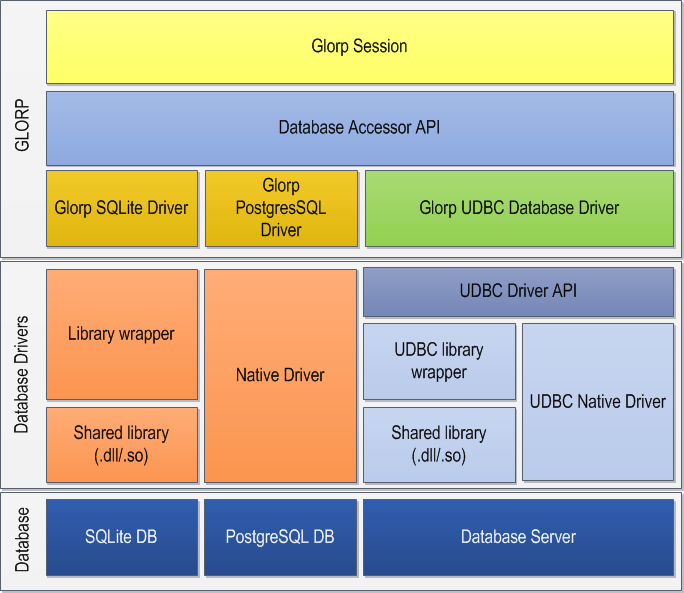 GLORP
Glorp Session
Database Accessor API
Glorp SQLite Driver
Glorp
PostgresSQL
Driver
Glorp UDBC Database Driver
Database Drivers
Library wrapper
Shared library
(.dll/.so)
Native Driver
UDBC Driver API
UDBC library
wrapper
Shared library
(.dll/.so)
UDBC Native Driver
Database
SQLite DB
PostgreSQL DB
Database Server